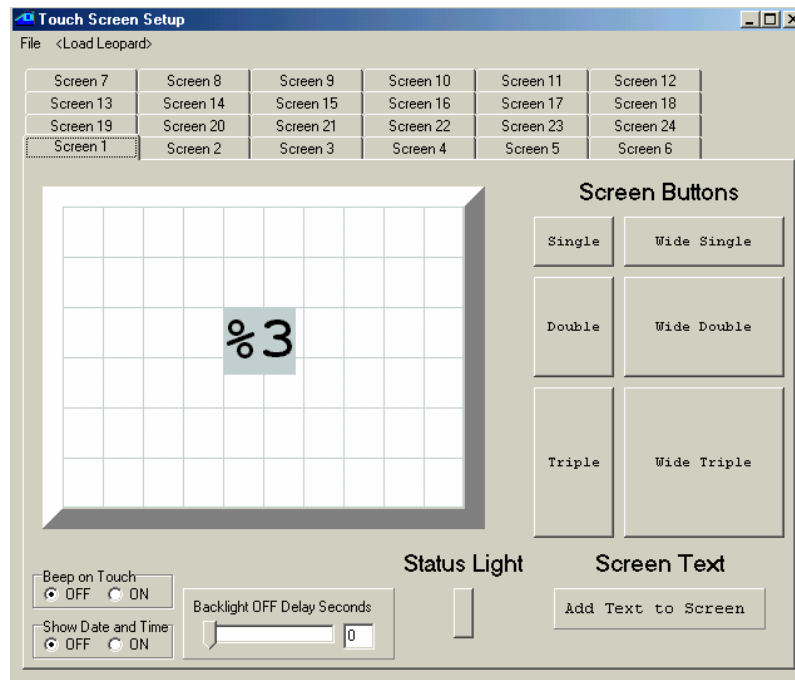 Touch Screen Setup
File <Load Leopard>
Screen 7 Screen 8 Screen 9 Screen 10 Screen 11 Screen 12
Screen 13 Screen 14 Screen 15 Screen 16 Screen 17 Screen 18
Screen 19 Screen 20 Screen 21 Screen 22 Screen 23 Screen 24
Screen 1 Screen 2 Screen 3 Screen 4 Screen 5 Screen 6
Screen Buttons
Single Wide Single
%3
Double Wide Double
Triple Wide Triple
Status Light Screen Text
Beep on Touch
OFF ON
Backlight OFF Delay Seconds
Add Text to Screen
Show Date and Time
OFF ON
0